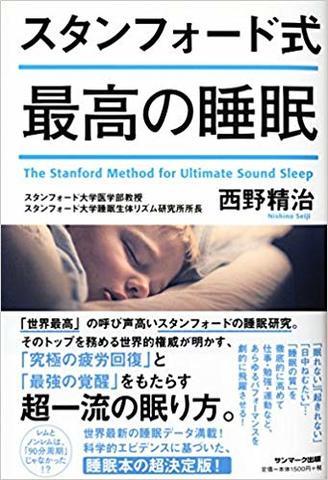 スタンフォード式
最高の睡眠
The Stanford Method for Ultimate Sound Sleep
スタンフォード大学医学部教授
スタンフォード大学睡眠生体リズム研究所所長
西野精治
Nishino Seiji
「世界最高」の呼び声高いスタンフォードの睡眠研究。
そのトップを務める世界的権威が明かす、
「究極の疲労回復」と
「最強の覚醒」をもたらす
超一流の眠り方。
「眠れない」「起きれない」
「日中ねむたい」…
「睡眠の質」を
徹底的に高めて
仕事・勉強・運動など、
あらゆるパフォーマンスを
劇的に飛躍させる!
レムと
ノンレムは、
「90分周期」
じゃなかった!?
世界最新の睡眠データ満載!
科学的エビデンスに基づいた、
睡眠本の超決定版!
サンマーク出版
定価=本体1500円+税